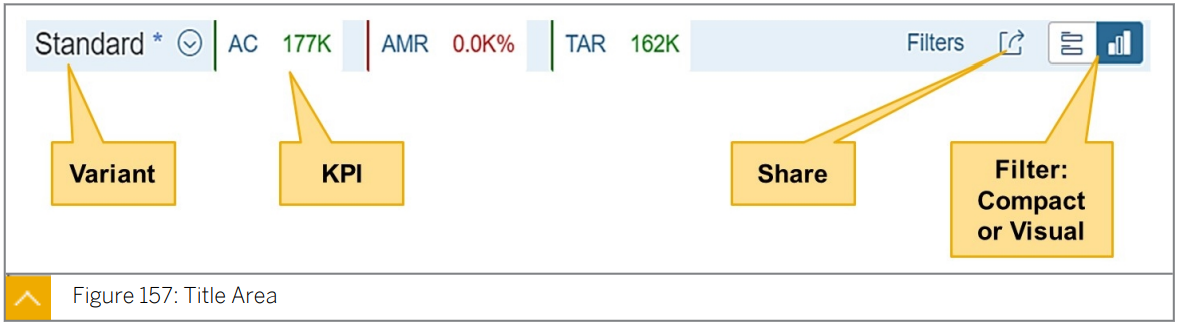 Standard * AC 177K AMR 0.0K% TAR 162K Filters
Variant KPI Share Filter:
Compact
or Visual
Figure 157: Title Area